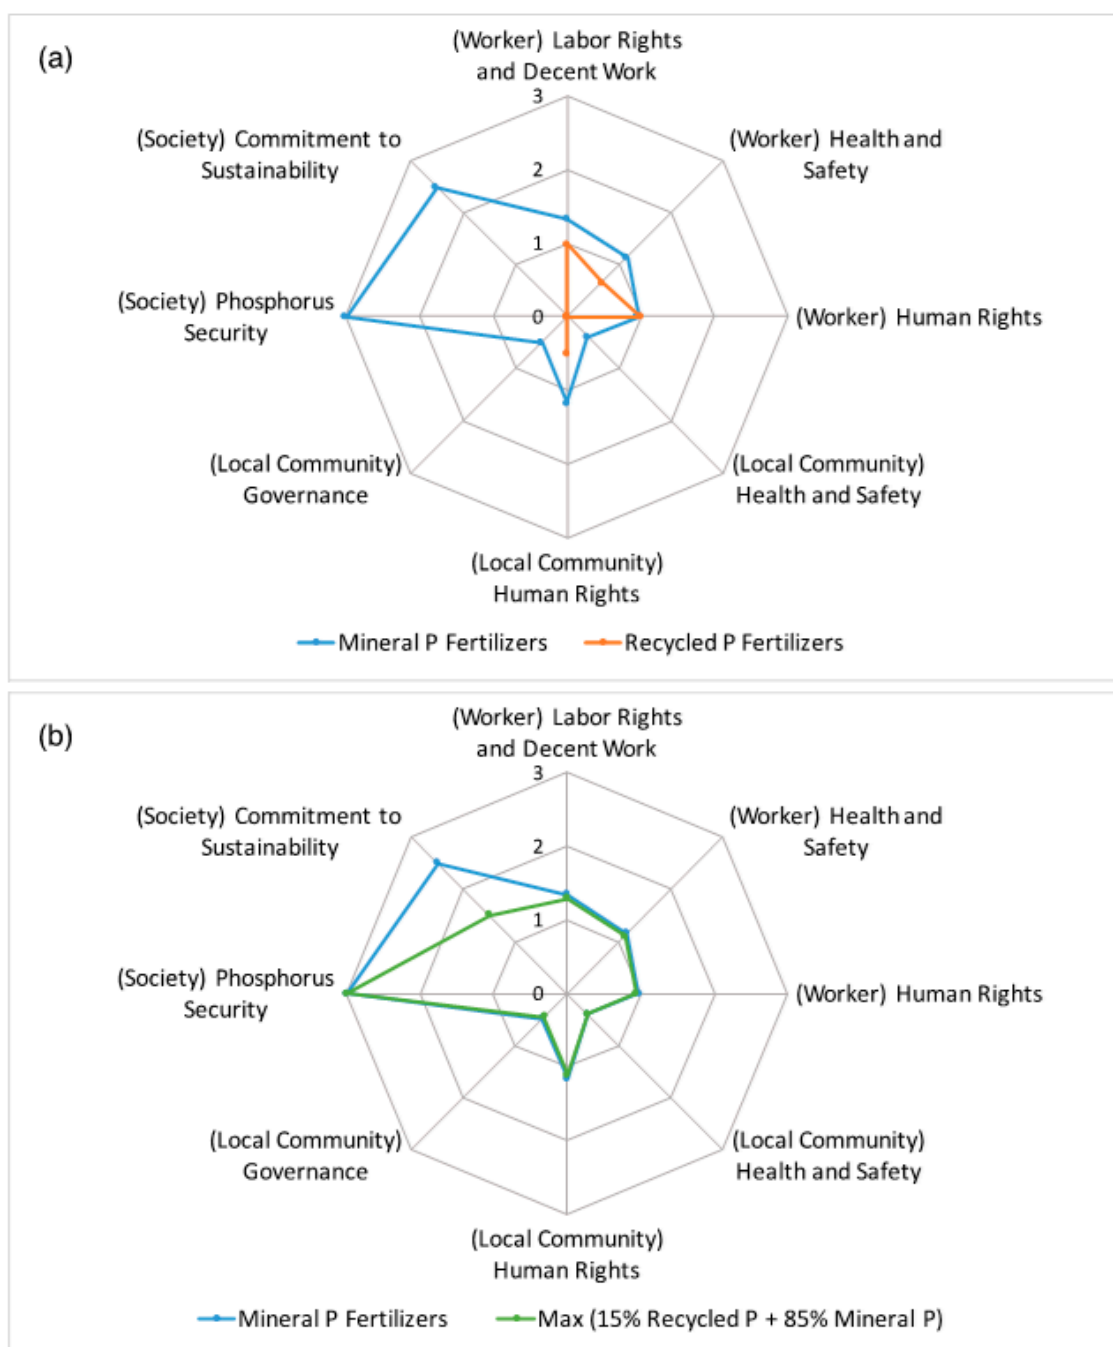 (a)
(Worker) Labor Rights
and Decent Work
3
(Society) Commitment to
Sustainability
(Worker) Health and
Safety
2
1
(Society) Phosphorus
Security
0
(Worker) Human Rights
(Local Community)
Governance
(Local Community)
Health and Safety
(Local Community)
Human Rights
Mineral P Fertilizers
Recycled P Fertilizers
(b)
(Worker) Labor Rights
and Decent Work
3
(Society) Commitment to
Sustainability
(Worker) Health and
Safety
2
1
(Society) Phosphorus
Security
0
(Worker) Human Rights
(Local Community)
Governance
(Local Community)
Health and Safety
(Local Community)
Human Rights
Mineral P Fertilizers
Max (15% Recycled P + 85% Mineral P)